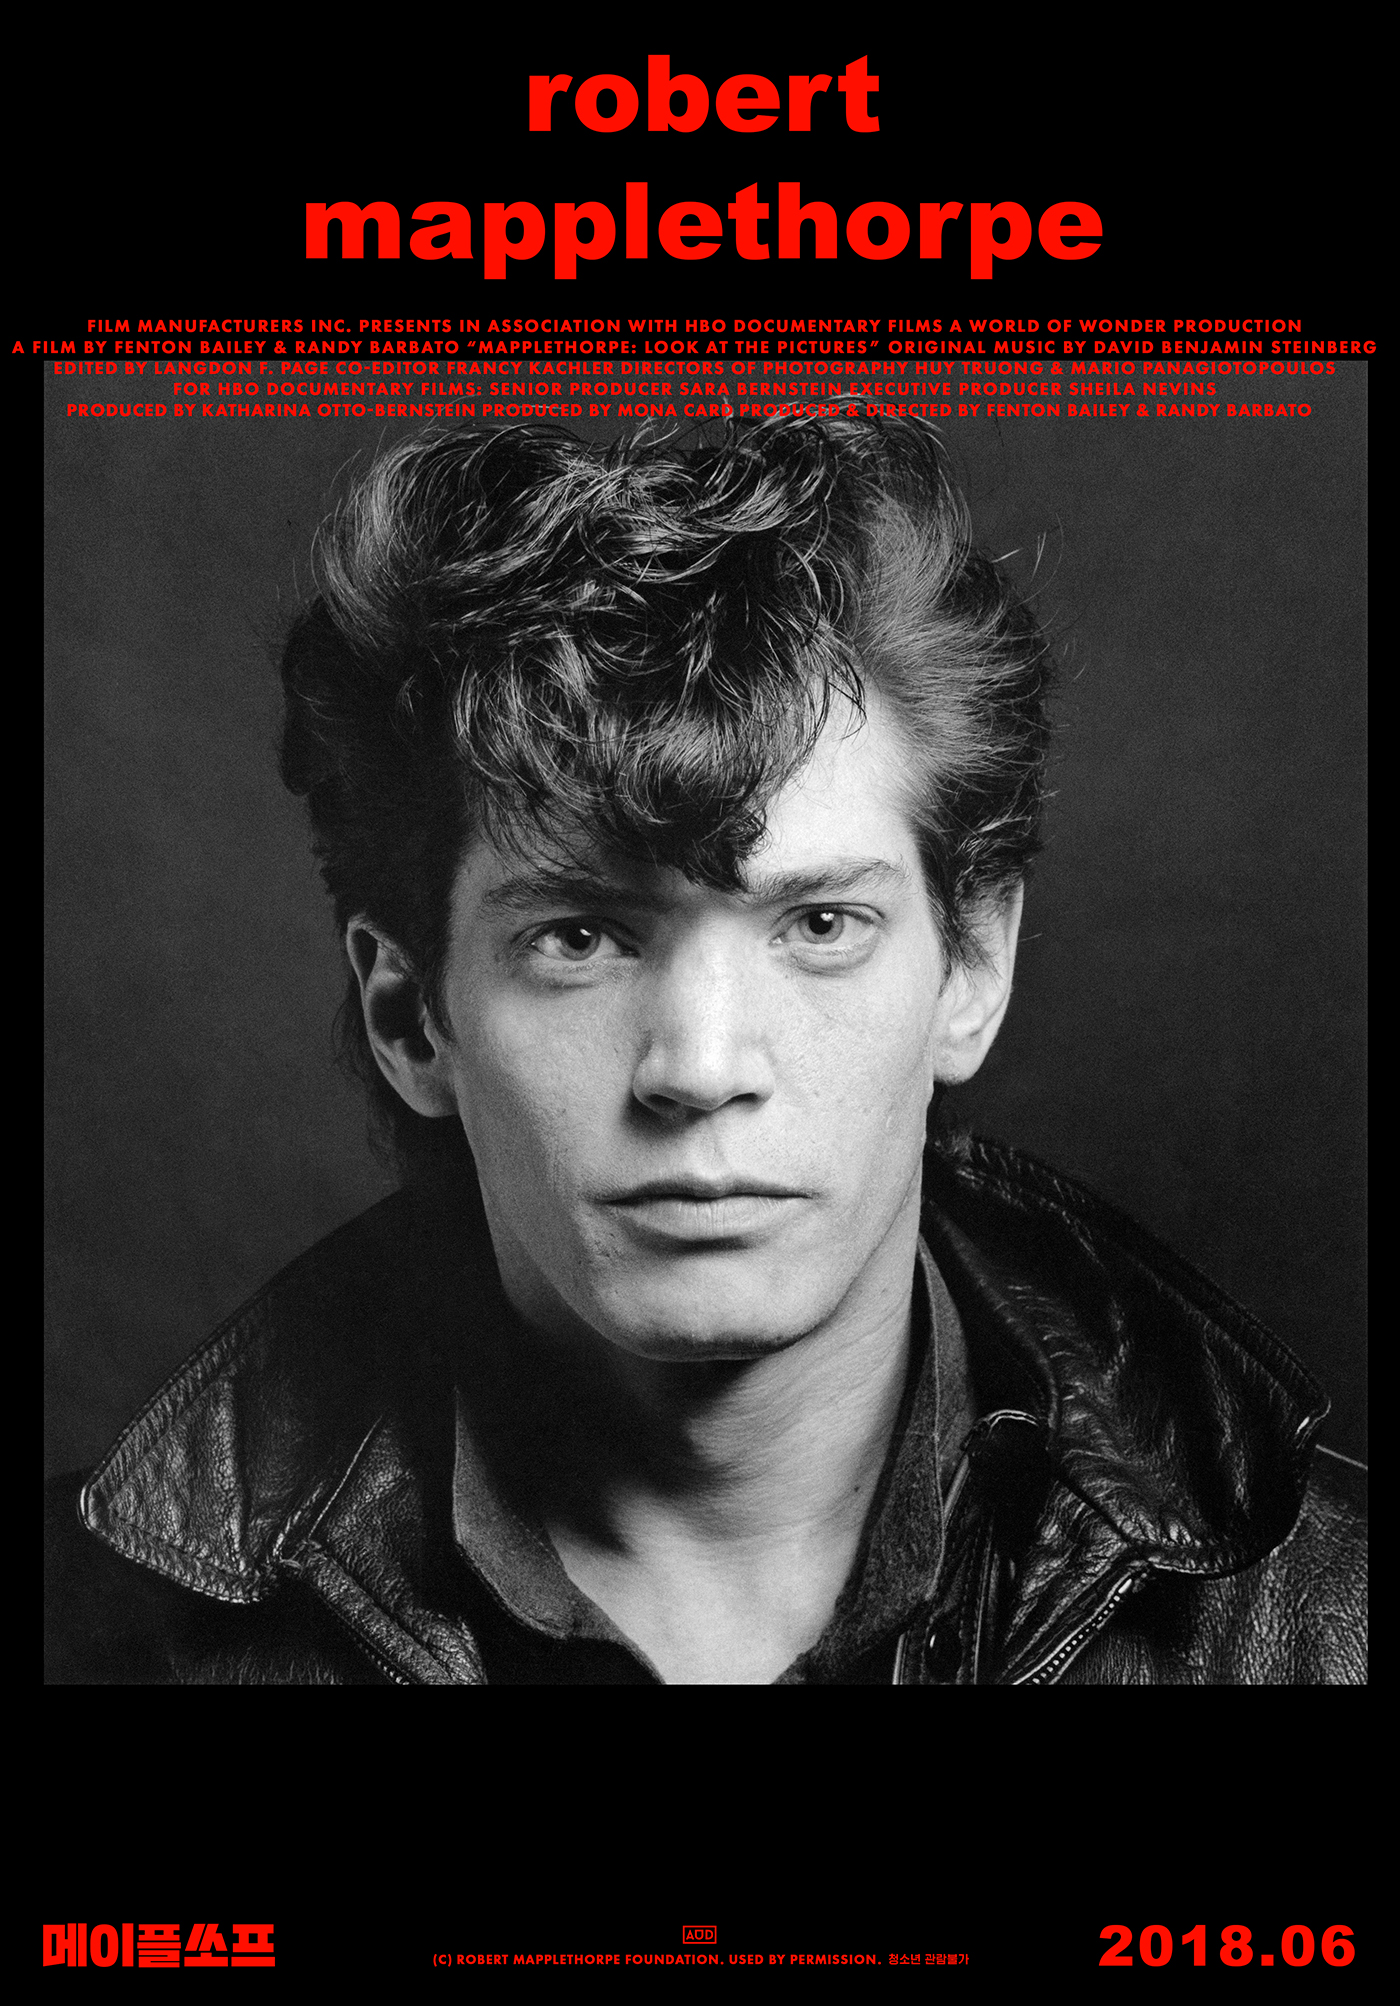 robert
mapplethorpe
FILM MANUFACTURERS INC. PRESENTS IN ASSOCIATION WITH HBO DOCUMENTARY FILMS A WORLD OF WONDER PRODUCTION
A FILM BY FENTON BAILEY & RANDY BARBATO “MAPPLETHORPE: LOOK AT THE PICTURES” ORIGINAL MUSIC BY DAVID BENJAMIN STEINBERG
EDITED BY LANGDON F. PAGE CO-EDITOR FRANCY KACHLER DIRECTORS OF PHOTOGRAPHY HUY TRUONG & MARIO PANAGIOTOPOULOS
FOR HBO DOCUMENTARY FILMS: SENIOR PRODUCER SARA BERNSTEIN EXECUTIVE PRODUCER SHEILA NEVINS
PRODUCED BY KATHARINA OTTO-BERNSTEIN PRODUCED BY MONA CARD PRODUCED & DIRECTED BY FENTON BAILEY & RANDY BARBATO
메이플쏘프
AUD
(C) ROBERT MAPPLETHORPE FOUNDATION. USED BY PERMISSION. 청소년 관람불가
2018.06